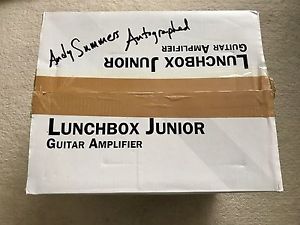 Andy Summers Autographed
LUNCHBOX JUNIOR
GUITAR AMPLIFIER
LUNCHBOX JUNIOR
GUITAR AMPLIFIER